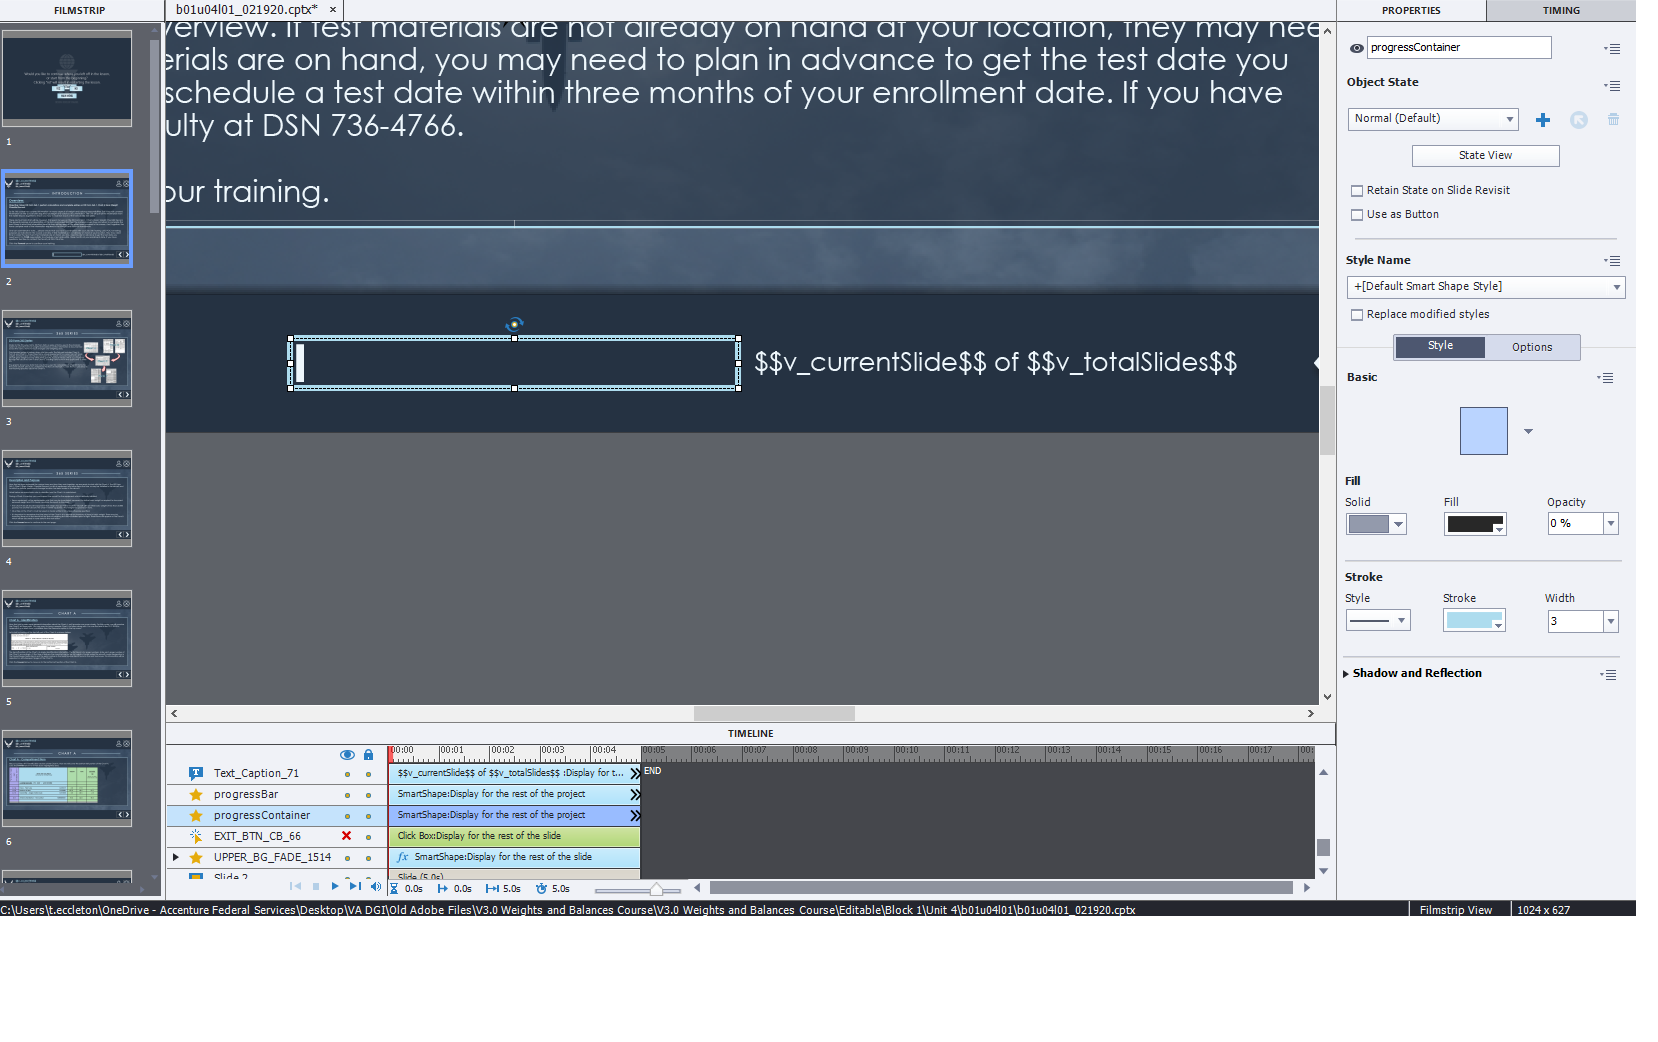 FILMSTRIP
b01u04l01_021920.cptx* ×
PROPERTIES
TIMING
1
2
3
4
5
6
verview. If test materials are not already on hand at your location, they may nee
erials are on hand, you may need to plan in advance to get the test date you
schedule a test date within three months of your enrollment date. If you have
ulty at DSN 736-4766.
our training.
$$v_currentSlide$$ of $$v_totalSlides$$
progressContainer
Object State
Normal (Default)
State View
Retain State on Slide Revisit
Use as Button
Style Name
+[Default Smart Shape Style]
Replace modified styles
Style
Options
Basic
Fill
Solid
Fill
Opacity
0 %
Stroke
Style
Stroke
Width
3
Shadow and Reflection
TIMELINE
00:00 00:01 00:02 00:03 00:04 00:05 00:06 00:07 00:08 00:09 00:10 00:11 00:12 00:13 00:14 00:15 00:16 00:17 00:
Text_Caption_71 $$v_currentSlide$$ of $$v_totalSlides$$ :Display for t... END
progressBar SmartShape:Display for the rest of the project
progressContainer SmartShape:Display for the rest of the project
EXIT_BTN_CB_66 Click Box:Display for the rest of the slide
UPPER_BG_FADE_1514 fx SmartShape:Display for the rest of the slide
Slide 2 Slide (5.0s)
0.0s 0.0s 5.0s 5.0s
C:\Users\t.eccleton\OneDrive - Accenture Federal Services\Desktop\VA DGI\Old Adobe Files\V3.0 Weights and Balances Course\V3.0 Weights and Balances Course\Editable\Block 1\Unit 4\b01u04l01\b01u04l01_021920.cptx
Filmstrip View
1024 x 627